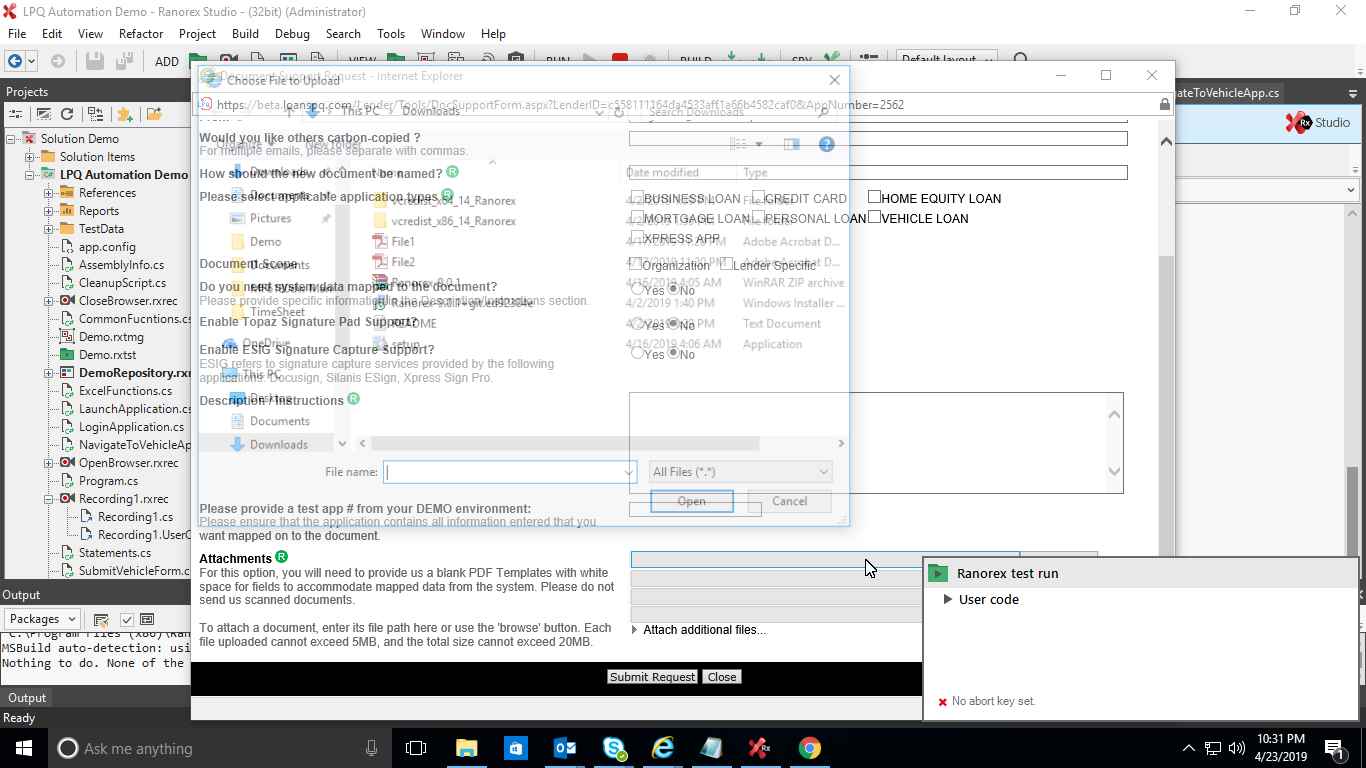 LPQ Automation Demo - Ranorex Studio - (32bit) (Administrator)
File Edit View Refactor Project Build Debug Search Tools Window Help
ADD VIEW RUN BUILD SPY Default layout
Projects
Solution Demo
Solution Items
LPQ Automation Demo
References
Reports
TestData
app.config
AssemblyInfo.cs
CleanupScript.cs
CloseBrowser.rxrec
CommonFucntions.cs
Demo.rxtmg
Demo.rxtst
DemoRepository.rxr
ExcelFunctions.cs
LaunchApplication.cs
LoginApplication.cs
NavigateToVehicleAp
OpenBrowser.rxrec
Program.cs
Recording1.rxrec
Recording1.cs
Recording1.UserC
Statements.cs
SubmitVehicleForm.c
Output
Packages
MSBuild auto-detection: usi
Nothing to do. None of the
Output
Ready
Document Support Request - Internet Explorer
Choose File to Upload
https://beta.loanspq.com/Lender/Tools/DocSupportForm.aspx?LenderID=c558111164da4533aff1a66b4582caf0&AppNumber=2562
This PC Downloads
Search Downloads
Would you like others carbon-copied ?
Organize New folder
For multiple emails, please separate with commas.
How should the new document be named? R
Downloads
Date modified Type
Please select applicable application types R
Documents
Pictures
Demo
Documents
TimeSheet
OneDrive
This PC
Desktop
Documents
Downloads
vcredist_x64_14_Ranorex
vcredist_x86_14_Ranorex
File1
File2
Ranorex-8.0.1
README
setup
BUSINESS LOAN CREDIT CARD HOME EQUITY LOAN
MORTGAGE LOAN PERSONAL LOAN VEHICLE LOAN
XPRESS APP
Adobe Acrobat D...
Adobe Acrobat D...
4/16/2019 4:05 AM WinRAR ZIP archive
4/2/2019 1:40 PM Windows Installer ...
Text Document
4/16/2019 4:06 AM Application
Document Scope
Organization Lender Specific
Do you need system data mapped to the document?
Yes No
Please provide specific information in the Description/Instructions section.
Enable Topaz Signature Pad Support?
Yes No
Enable ESIG Signature Capture Support?
Yes No
ESIG refers to signature capture services provided by the following
applications: Docusign, Silanis ESign, Xpress Sign Pro.
Description / Instructions R
File name: All Files (*.*)
Open Cancel
Please provide a test app # from your DEMO environment:
Please ensure that the application contains all information entered that you
want mapped on to the document.
Attachments R
For this option, you will need to provide us a blank PDF Templates with white
space for fields to accommodate mapped data from the system. Please do not
send us scanned documents.
To attach a document, enter its file path here or use the 'browse' button. Each
file uploaded cannot exceed 5MB, and the total size cannot exceed 20MB.
Attach additional files...
Submit Request Close
ateToVehicleApp.cs
Rx Studio
Ranorex test run
User code
No abort key set.
Ask me anything
10:31 PM
4/23/2019
1